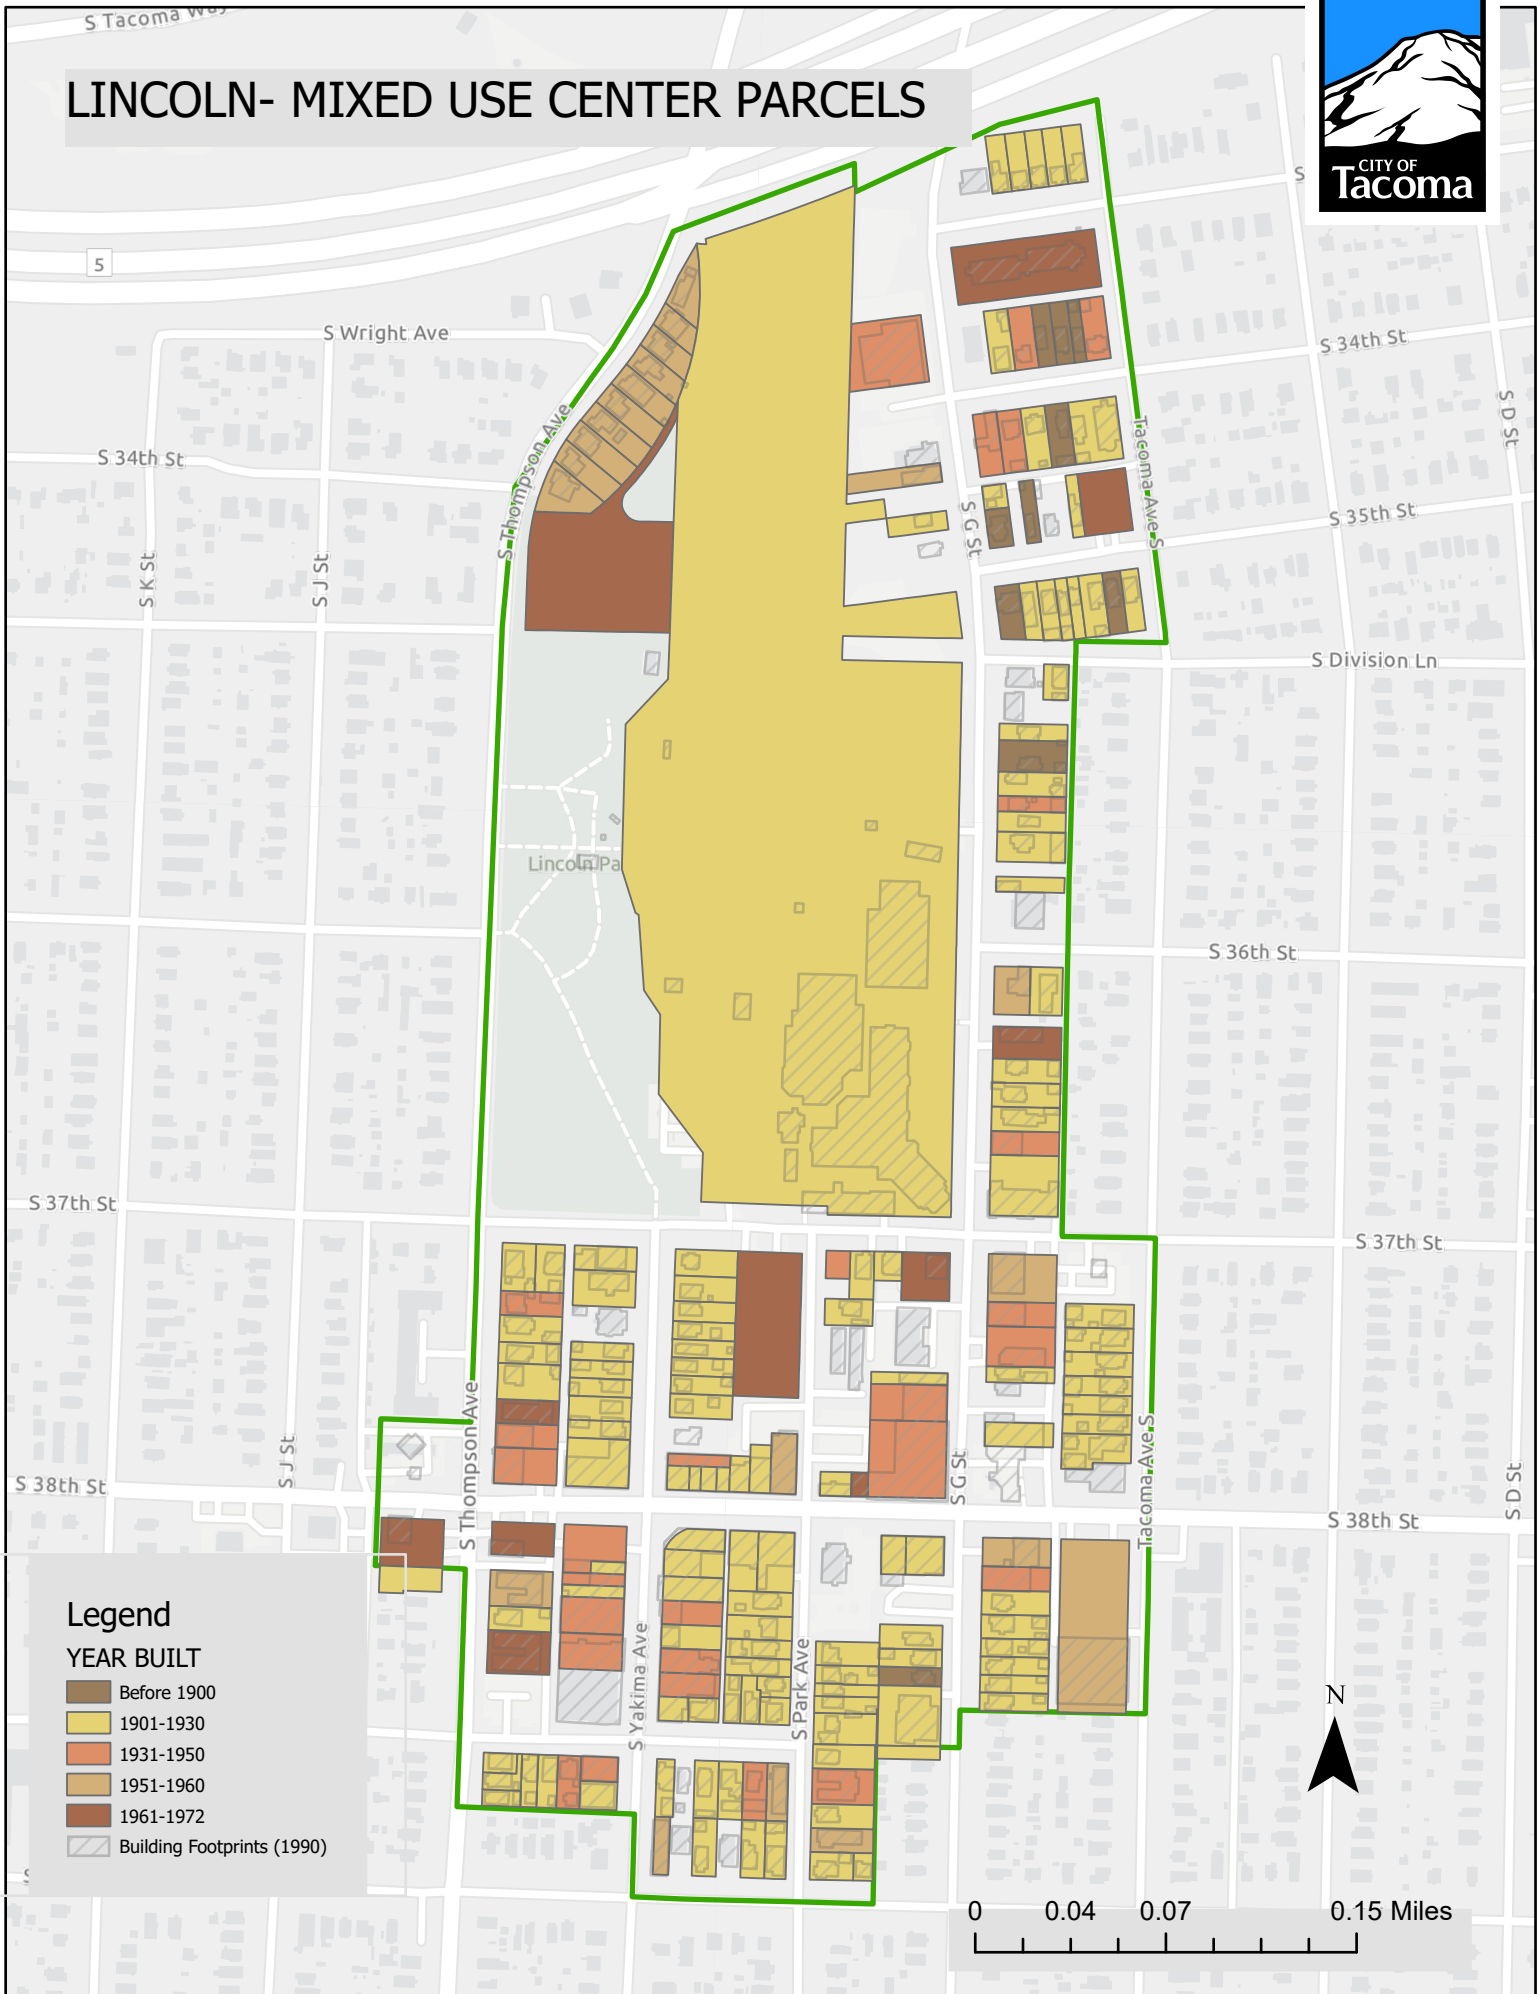 S Tacoma Way
LINCOLN- MIXED USE CENTER PARCELS
CITY OF
Tacoma
S
5
S Wright Ave
S 34th St
S 34th St
S Thompson Ave
S D St
Tacoma Ave S
S G St
S 35th St
S K St
S J St
S Division Ln
Lincoln Pa
S 36th St
S 37th St
S 37th St
S Thompson Ave
Tacoma Ave S
S J St
S G St
S D St
S 38th St
S 38th St
S Yakima Ave
S Park Ave
Legend
YEAR BUILT
Before 1900
1901-1930
1931-1950
1951-1960
1961-1972
Building Footprints (1990)
N
0 0.04 0.07 0.15 Miles